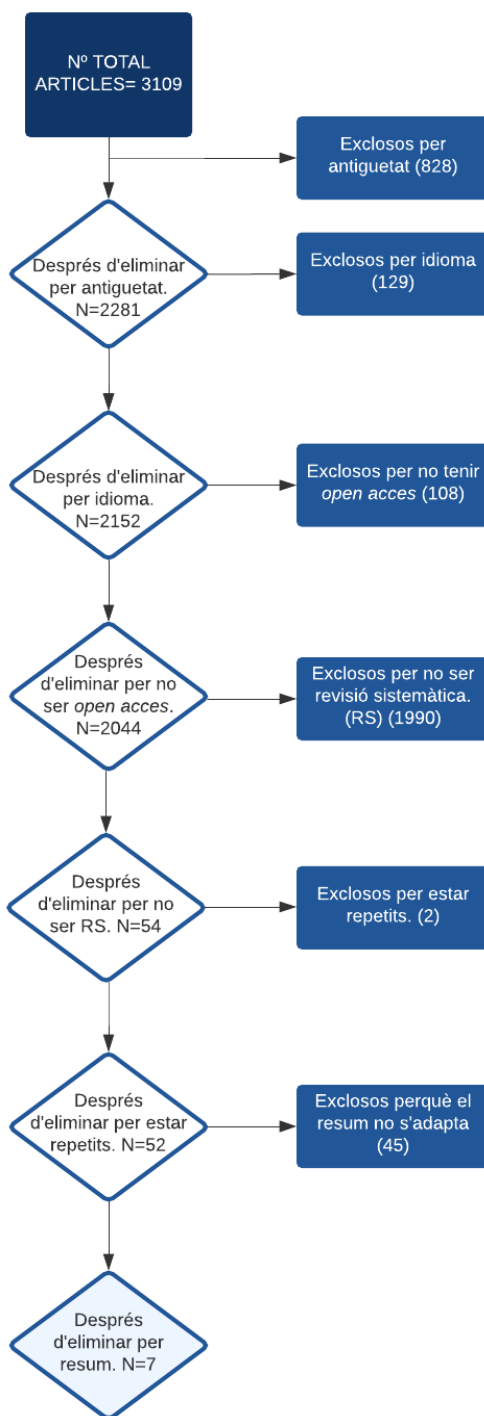 Nº TOTAL
ARTICLES= 3109
Exclosos per
antiguetat (828)
Després d'eliminar
per antiguetat.
N=2281
Exclosos per idioma
(129)
Després d'eliminar
per idioma.
N=2152
Exclosos per no tenir
open acces (108)
Després
d'eliminar per no
ser open acces.
N=2044
Exclosos per no ser
revisió sistemàtica.
(RS) (1990)
Després
d'eliminar per no
ser RS. N=54
Exclosos per estar
repetits. (2)
Després
d'eliminar per estar
repetits. N=52
Exclosos perquè el
resum no s'adapta
(45)
Després
d'eliminar per
resum. N=7